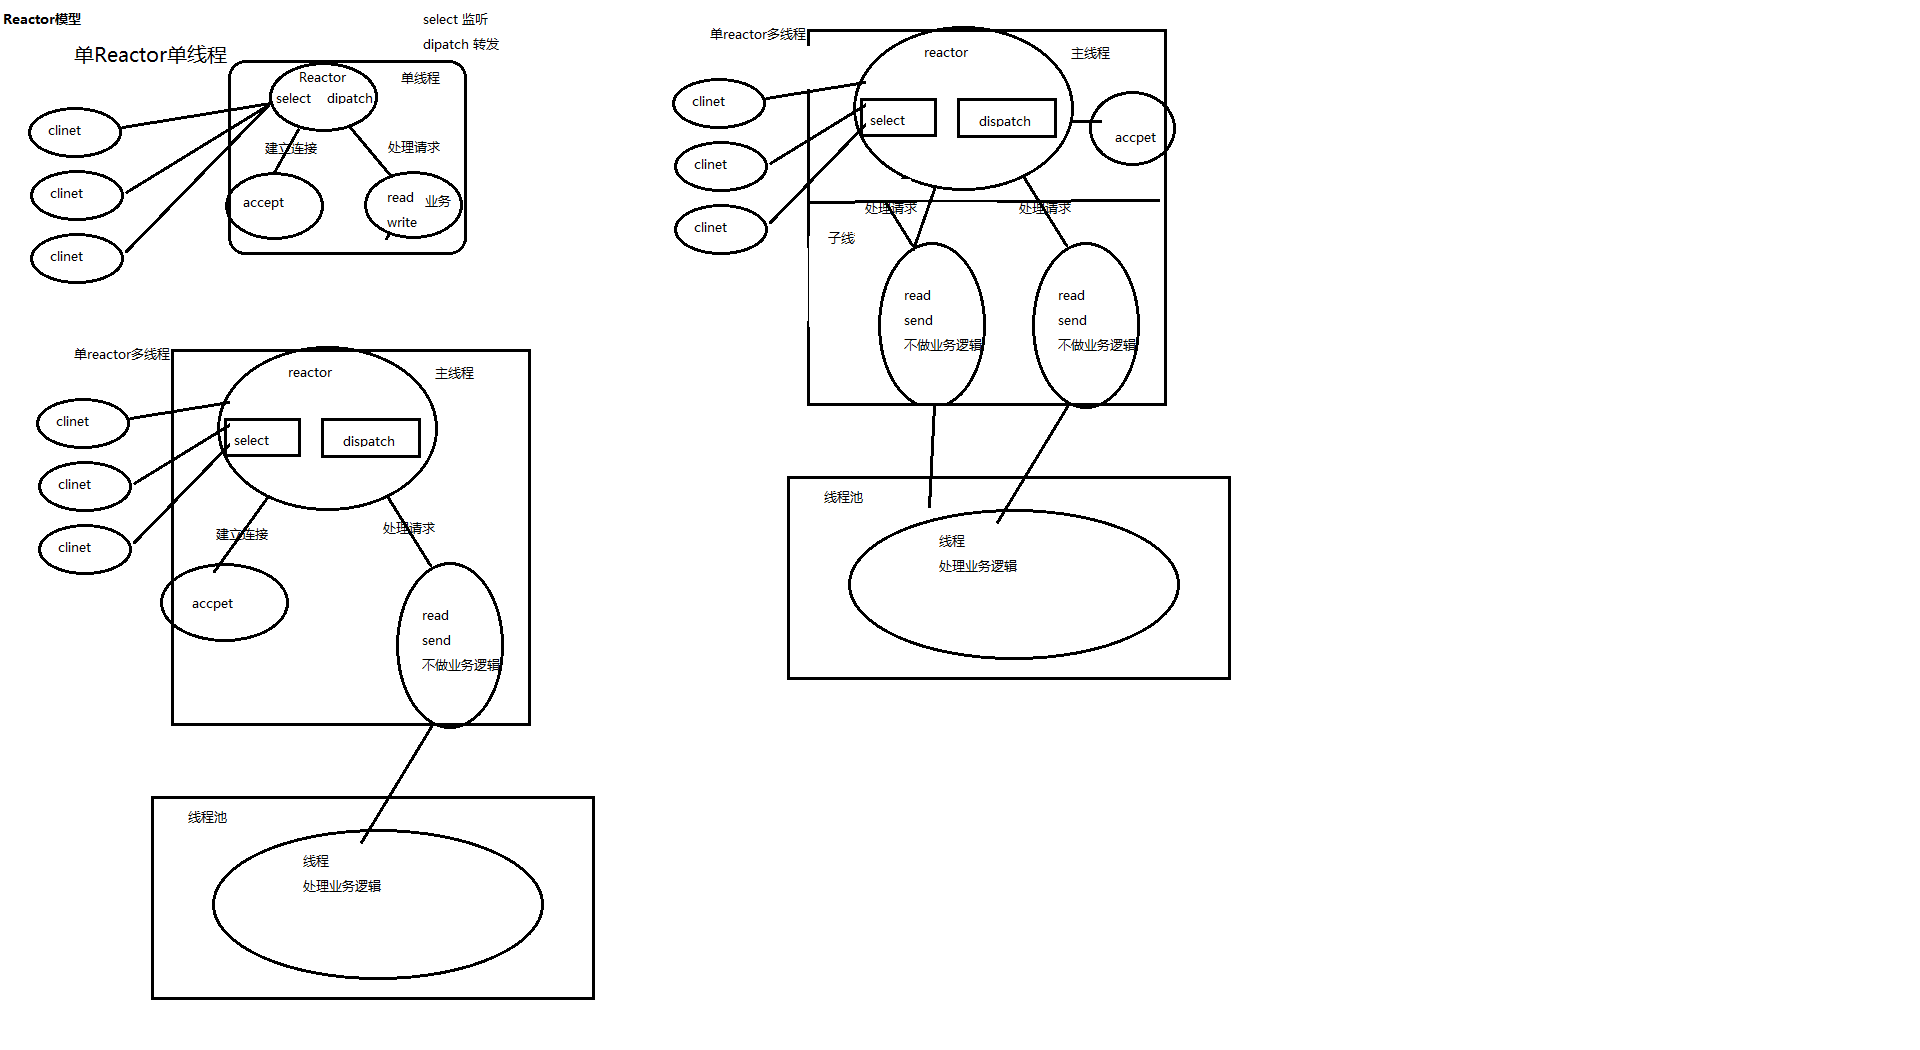 Reactor模型
select 监听
dipatch 转发
单Reactor单线程
Reactor
单线程
select dipatch
clinet
clinet
clinet
建立连接
处理请求
accept
read 业务
write
单reactor多线程
reactor
主线程
clinet
clinet
clinet
select
dispatch
建立连接
处理请求
accpet
read
send
不做业务逻辑
线程池
线程
处理业务逻辑
单reactor多线程
reactor
主线程
clinet
clinet
clinet
select
dispatch
accpet
处理请求
处理请求
子线
read
send
不做业务逻辑
read
send
不做业务逻辑
线程池
线程
处理业务逻辑